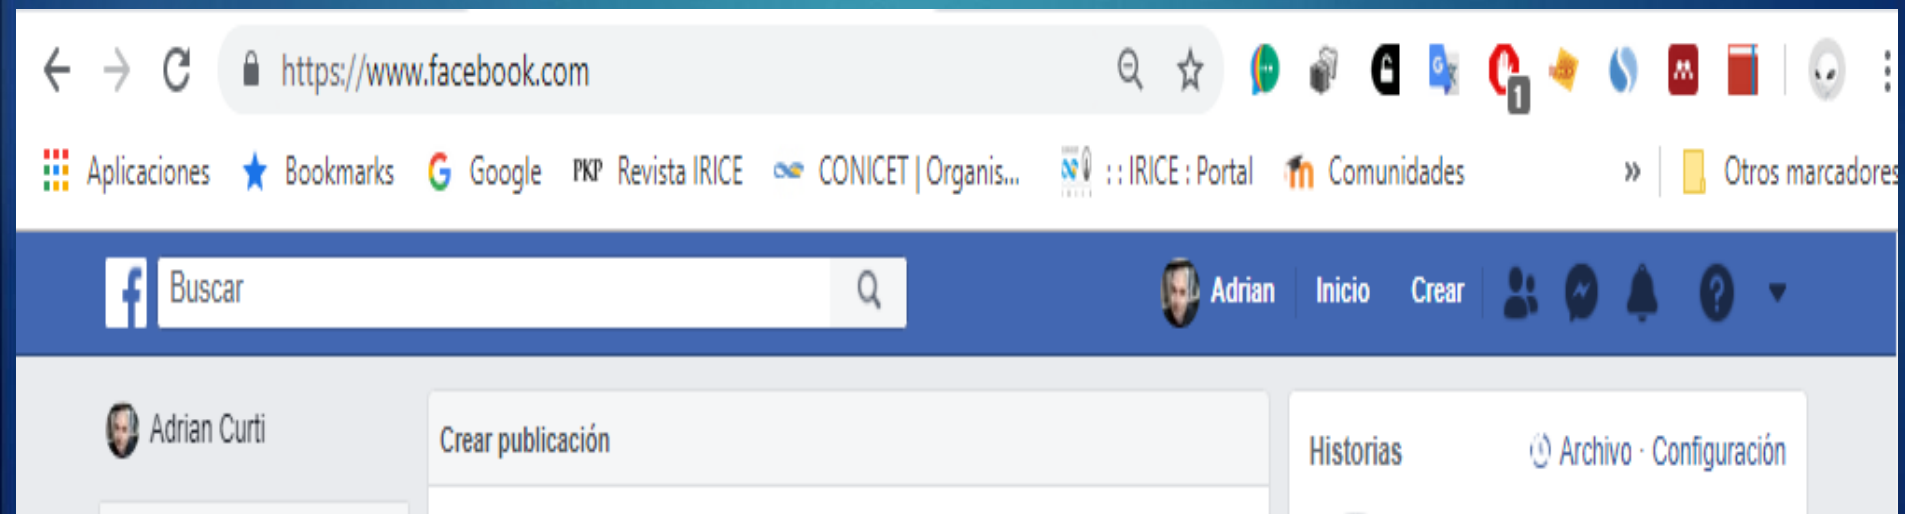 https://www.facebook.com
1
Aplicaciones Bookmarks Google PKP Revista IRICE CONICET | Organis... : : IRICE : Portal Comunidades » Otros marcadores
Buscar Adrian Inicio Crear
Adrian Curti
Crear publicación
Historias Archivo · Configuración